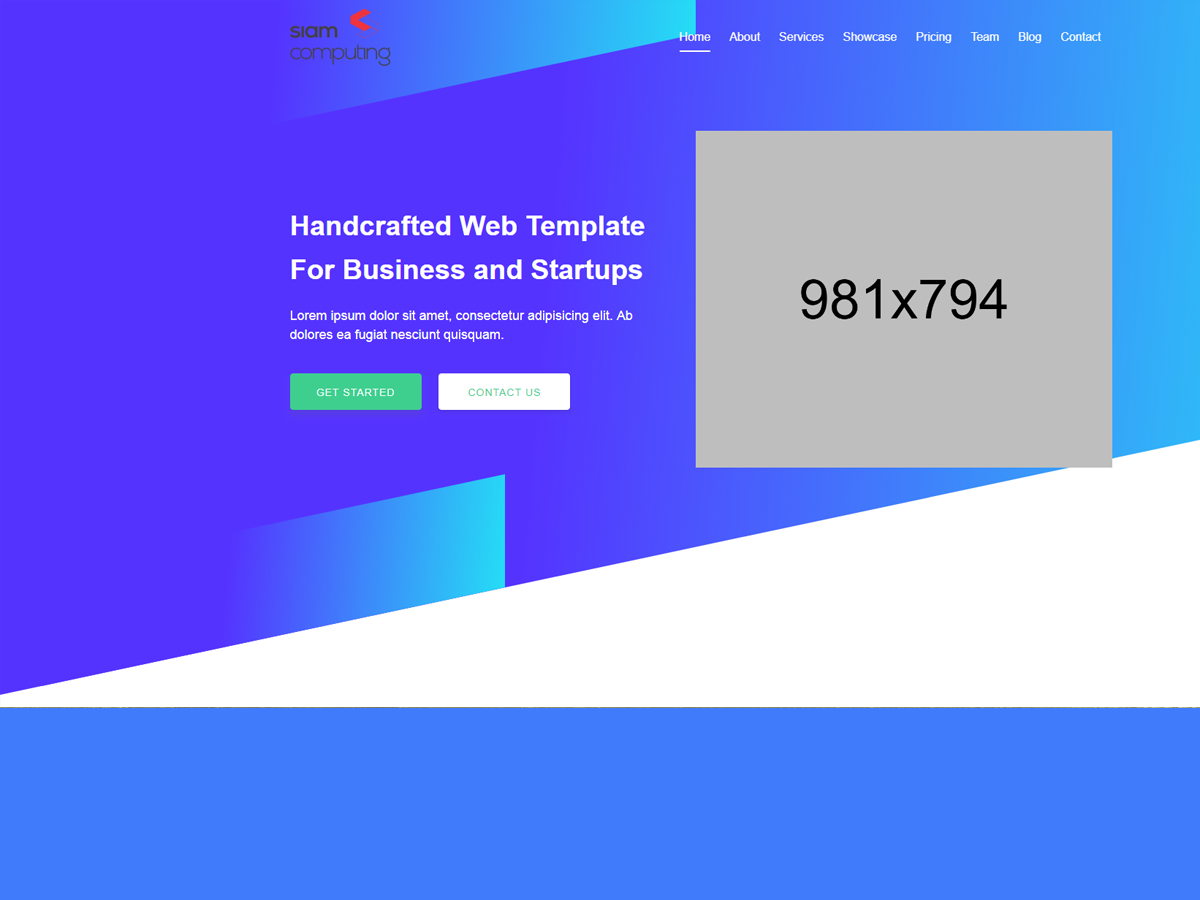 siam
computing
Home About Services Showcase Pricing Team Blog Contact
Handcrafted Web Template
For Business and Startups
Lorem ipsum dolor sit amet, consectetur adipisicing elit. Ab
dolores ea fugiat nesciunt quisquam.
GET STARTED CONTACT US
981x794